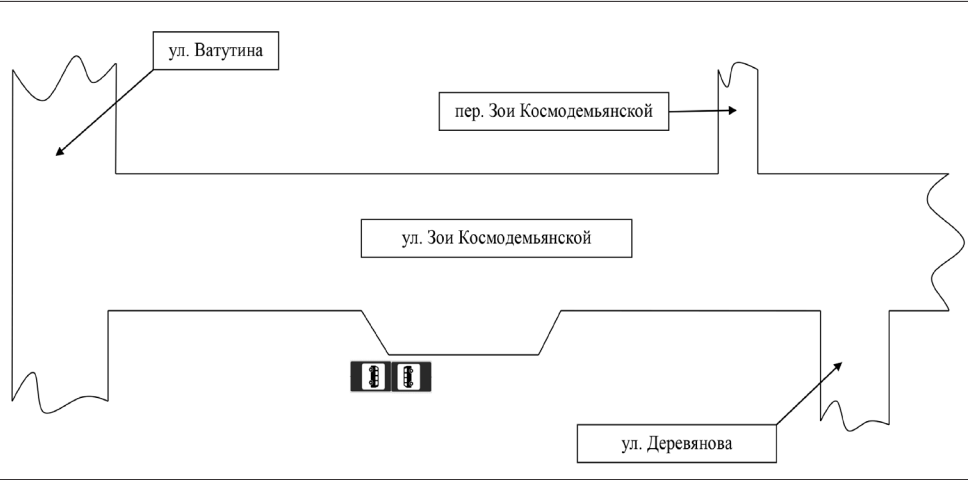 ул. Ватутина
пер. Зои Космодемьянской
ул. Зои Космодемьянской
ул. Деревянова